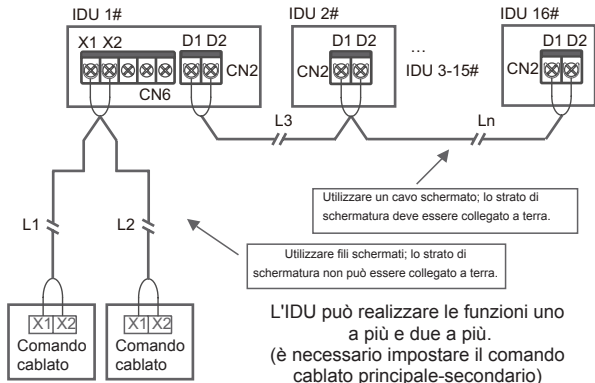 IDU 1#
IDU 2#
IDU 16#
X1 X2
D1 D2
D1 D2
D1 D2
...
CN2
CN2
IDU 3-15#
CN2
CN6
L3
Ln
Utilizzare un cavo schermato; lo strato di
schermatura deve essere collegato a terra.
L1
L2
Utilizzare fili schermati; lo strato di
schermatura non può essere collegato a terra.
X1 X2
X1 X2
Comando
cablato
Comando
cablato
L'IDU può realizzare le funzioni uno
a più e due a più.
(è necessario impostare il comando
cablato principale-secondario)